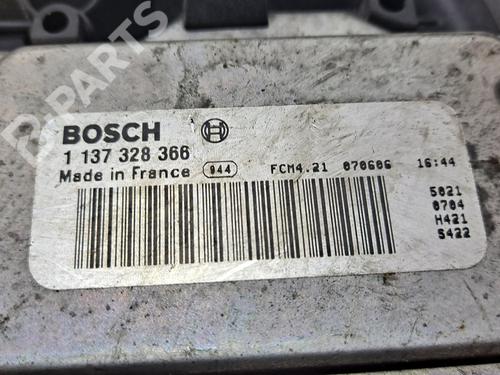 B-PARTS
BOSCH
1 137 328 366
Made in France 944 FCM4.21 070606 16:44
5021
0704
H421
S422